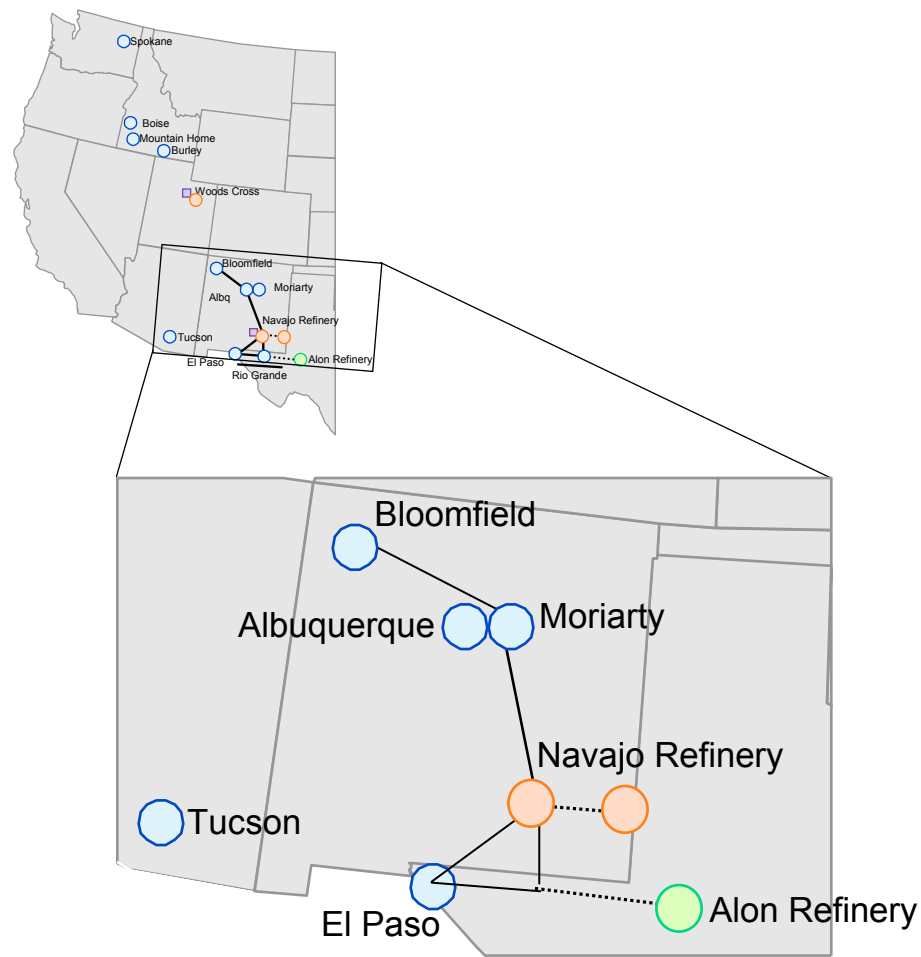 Spokane
Boise
Mountain Home
Burley
Woods Cross
Bloomfield
Albq
Moriarty
Navajo Refinery
Tucson
El Paso
Alon Refinery
Rio Grande
Bloomfield
Albuquerque
Moriarty
Navajo Refinery
Tucson
El Paso
Alon Refinery